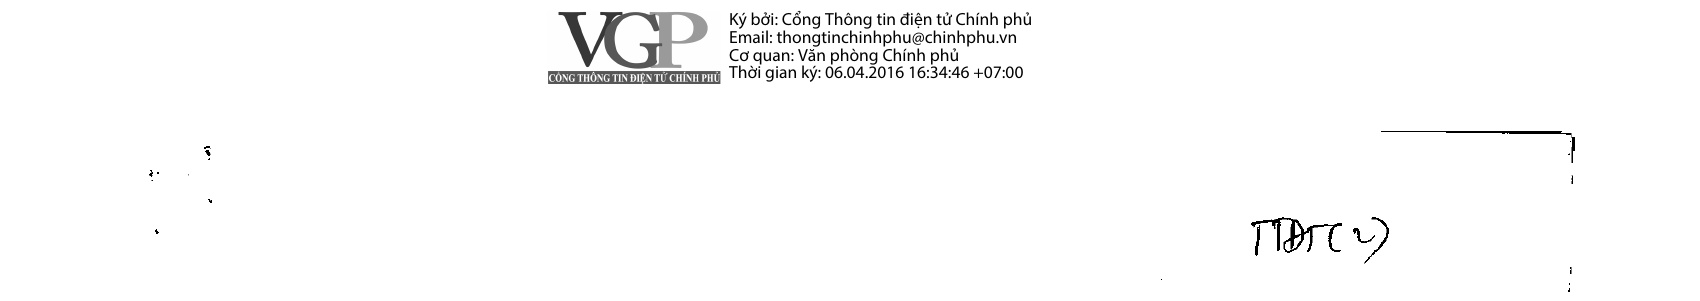 VGP
CỔNG THÔNG TIN ĐIỆN TỬ CHÍNH PHỦ
Ký bởi: Cổng Thông tin điện tử Chính phủ
Email: thongtinchinhphu@chinhphu.vn
Cơ quan: Văn phòng Chính phủ
Thời gian ký: 06.04.2016 16:34:46 +07:00
TTĐT(2)